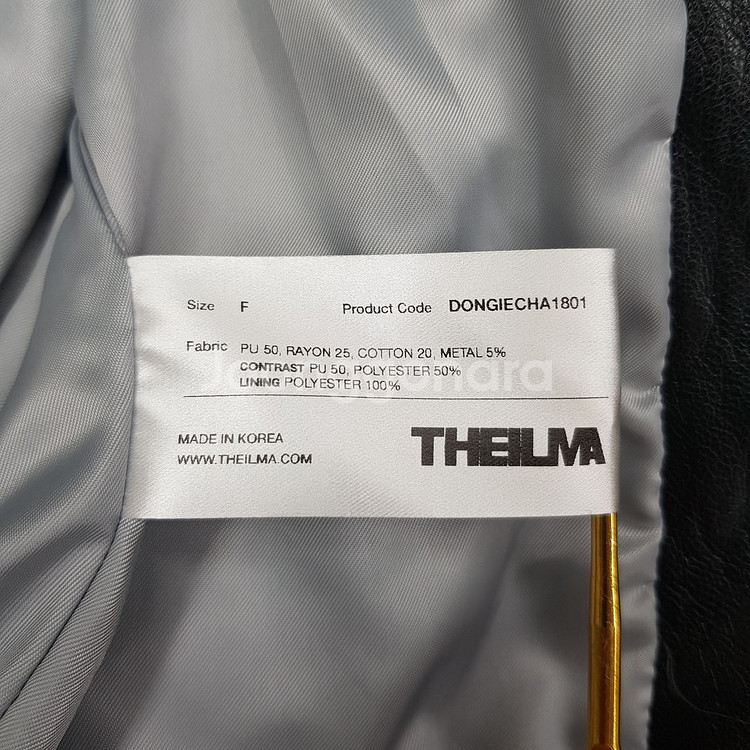 Size F Product Code DONGIECHA1801
Fabric PU 50, RAYON 25, COTTON 20, METAL 5%
CONTRAST PU 50, POLYESTER 50%
LINING POLYESTER 100%
MADE IN KOREA
WWW.THEILMA.COM
THEILMA